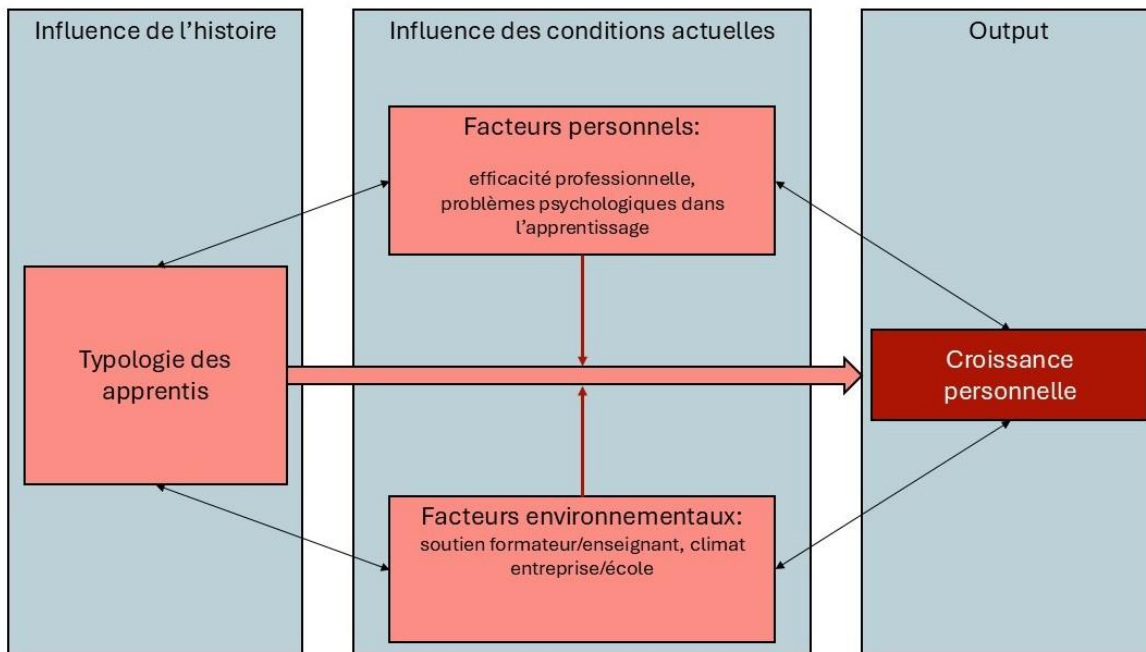 Influence de l’histoire
Influence des conditions actuelles
Output
Facteurs personnels:
efficacité professionnelle,
problèmes psychologiques dans
l’apprentissage
Typologie des
apprentis
Croissance
personnelle
Facteurs environnementaux:
soutien formateur/enseignant, climat
entreprise/école